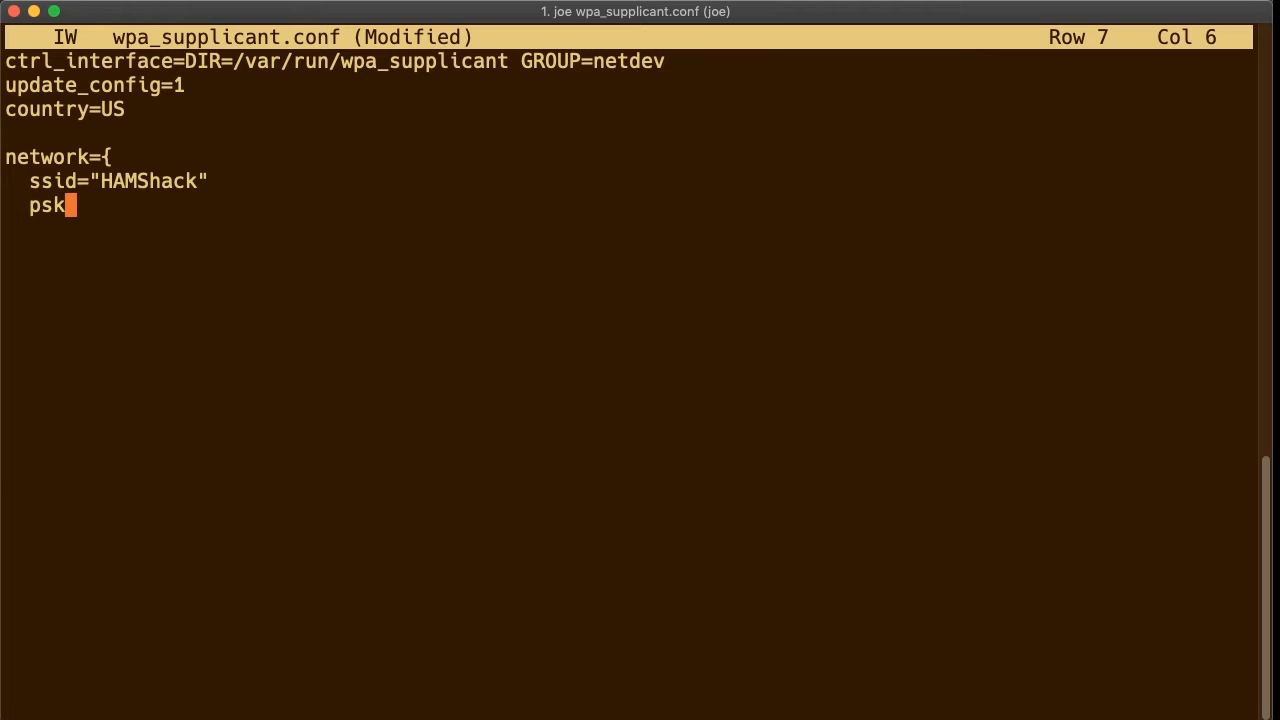 1. joe wpa_supplicant.conf (joe)
IW wpa_supplicant.conf (Modified) Row 7 Col 6
ctrl_interface=DIR=/var/run/wpa_supplicant GROUP=netdev
update_config=1
country=US
network={
ssid="HAMShack"
psk